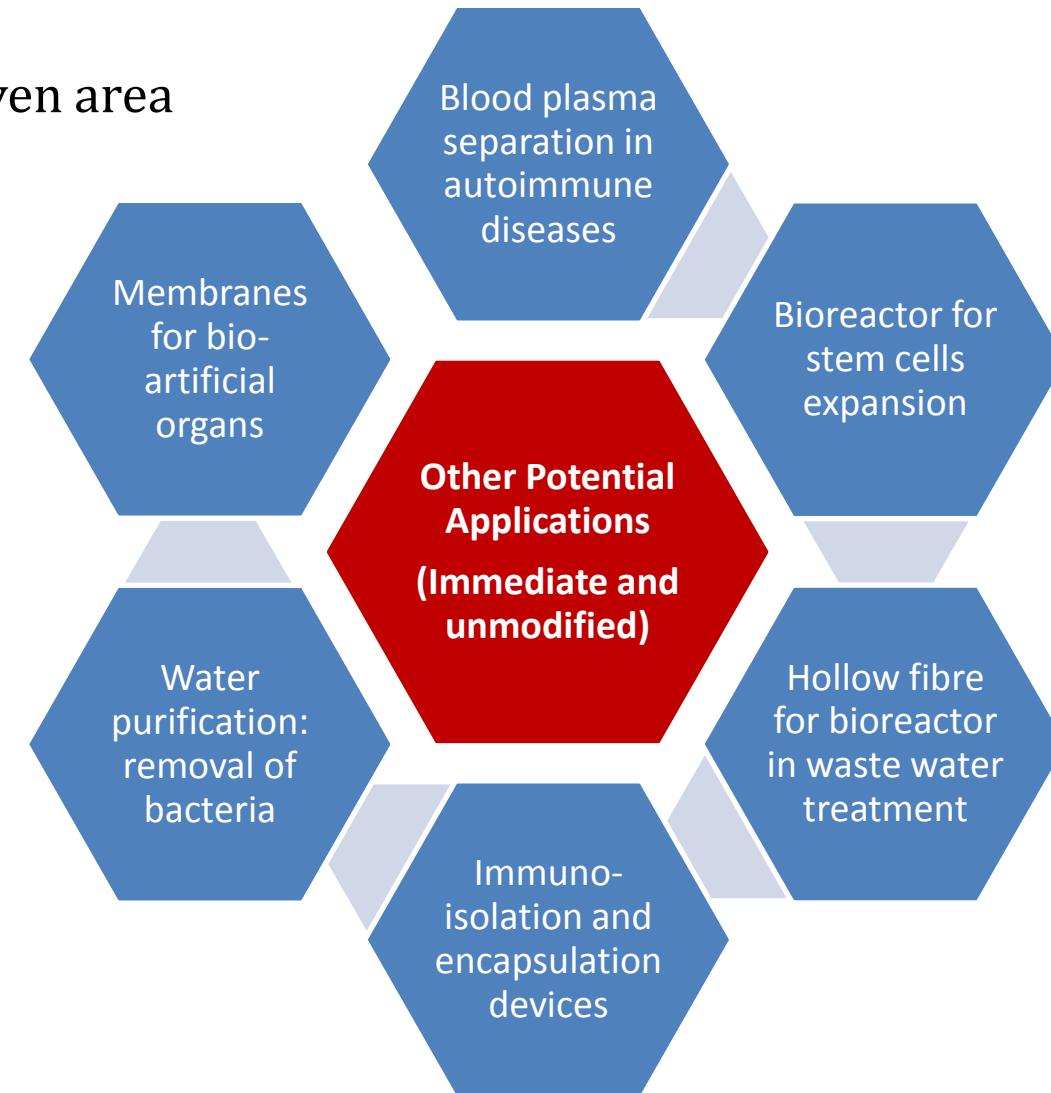 ven area
Blood plasma
separation in
autoimmune
diseases
Membranes
for bio-
artificial
organs
Bioreactor for
stem cells
expansion
Other Potential
Applications
(Immediate and
unmodified)
Water
purification:
removal of
bacteria
Hollow fibre
for bioreactor
in waste water
treatment
Immuno-
isolation and
encapsulation
devices